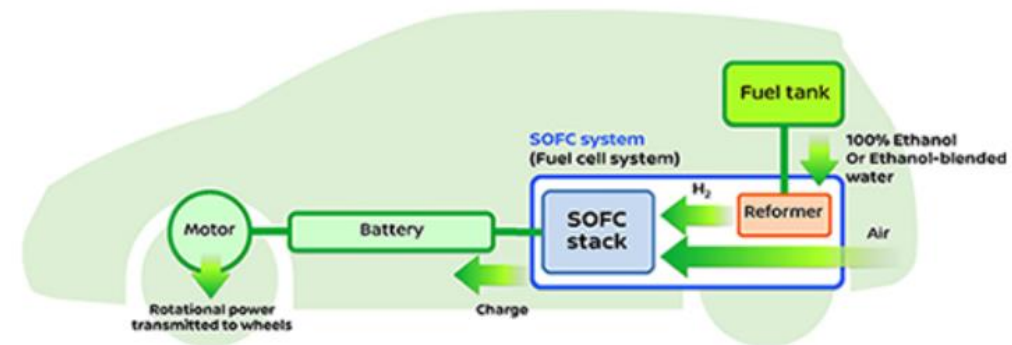 Fuel tank
SOFC system
(Fuel cell system)
100% Ethanol
Or Ethanol-blended
water
H₂
Reformer
SOFC
stack
Motor
Battery
Air
Charge
Rotational power
transmitted to wheels